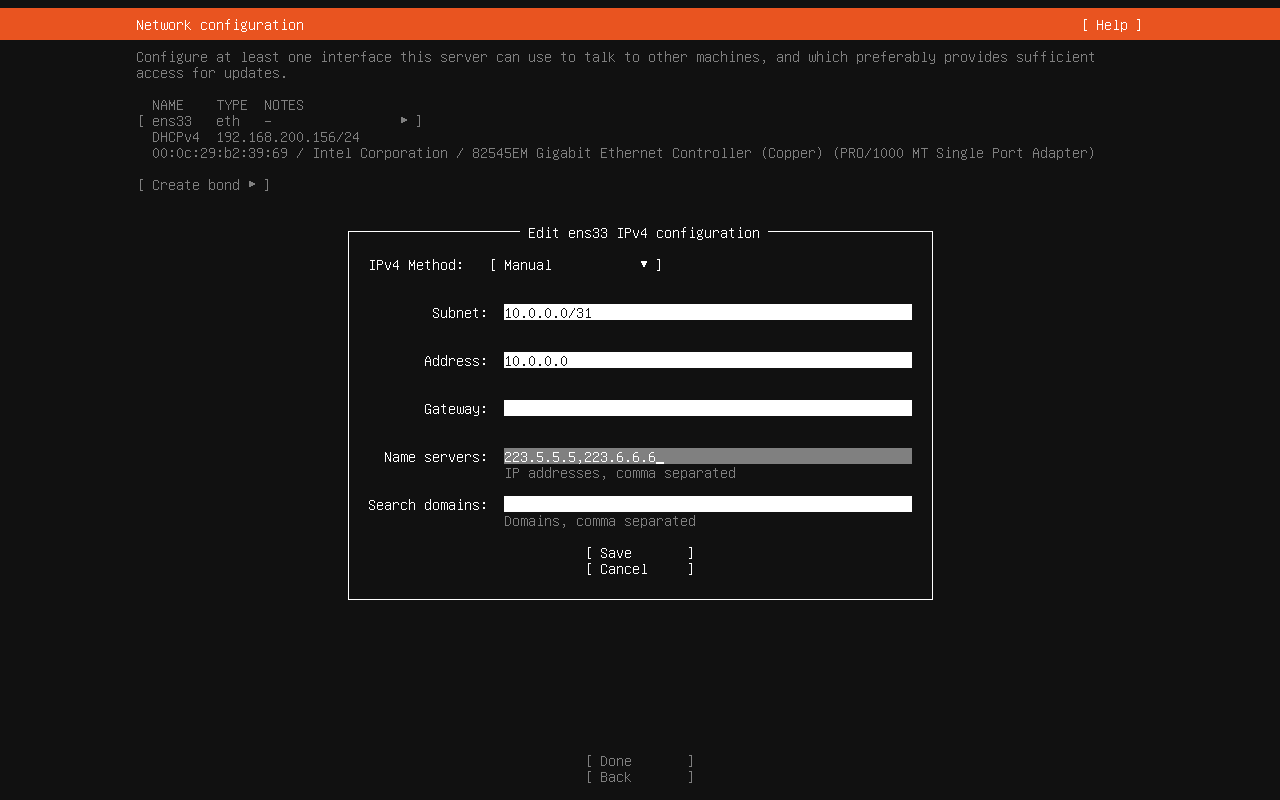 Network configuration [ Help ]
Configure at least one interface this server can use to talk to other machines, and which preferably provides sufficient
access for updates.
NAME TYPE NOTES
[ ens33 eth – ▸ ]
DHCPv4 192.168.200.156/24
00:0c:29:b2:39:69 / Intel Corporation / 82545EM Gigabit Ethernet Controller (Copper) (PRO/1000 MT Single Port Adapter)
[ Create bond ▸ ]
Edit ens33 IPv4 configuration
IPv4 Method: [ Manual ▾ ]
Subnet: 10.0.0.0/31
Address: 10.0.0.0
Gateway:
Name servers: 223.5.5.5,223.6.6.6_
IP addresses, comma separated
Search domains:
Domains, comma separated
[ Save ]
[ Cancel ]
[ Done ]
[ Back ]